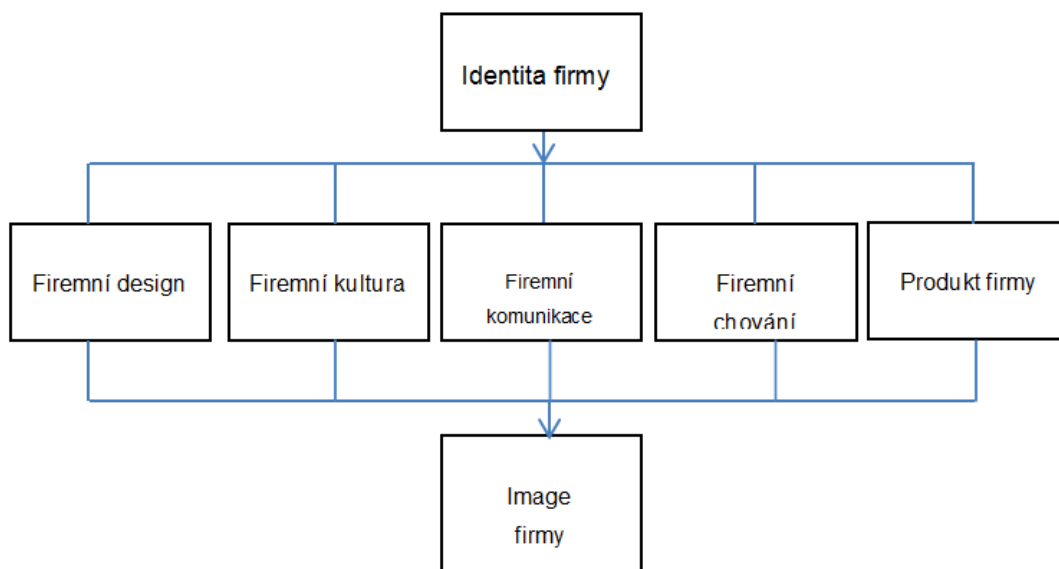 Identita firmy
Firemní design
Firemní kultura
Firemní
komunikace
Firemní
chování
Produkt firmy
Image
firmy